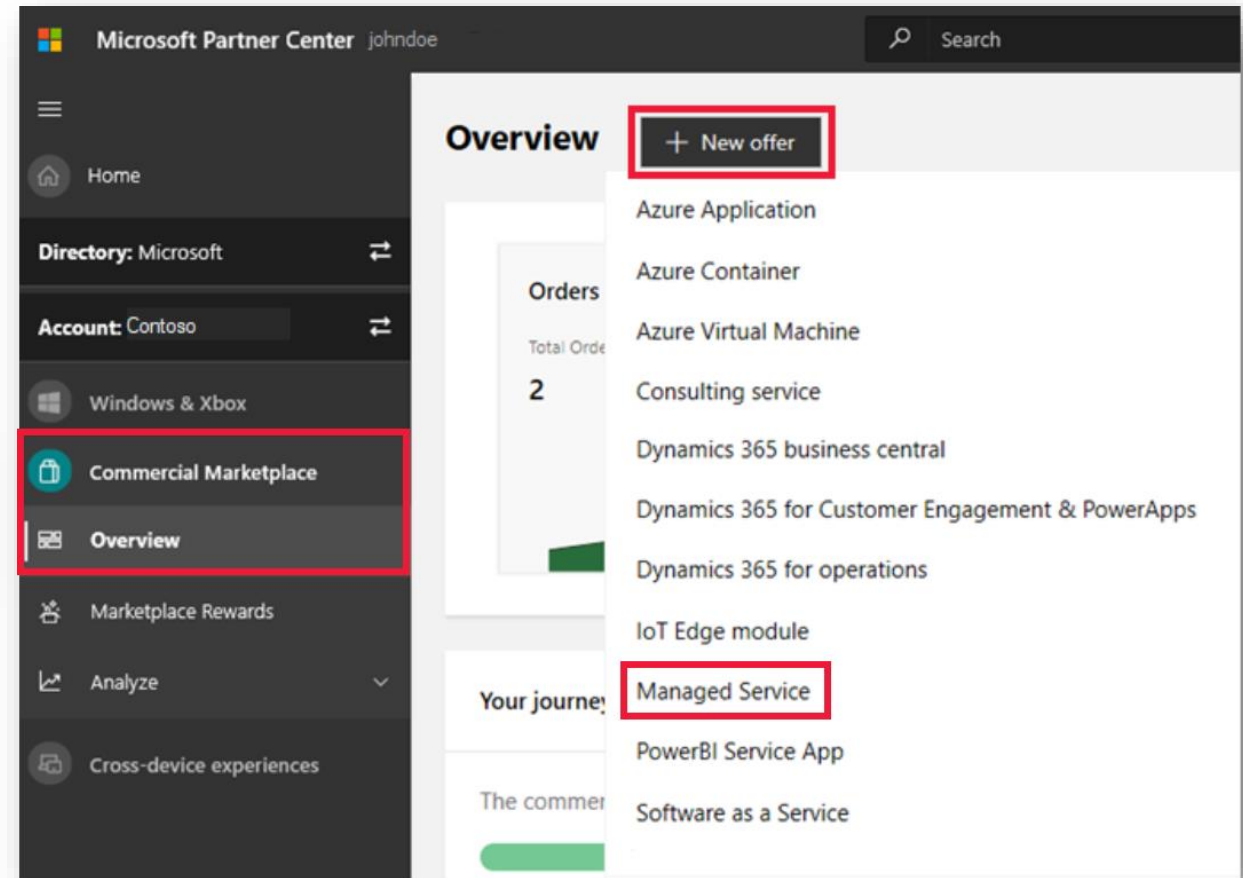 Microsoft Partner Center johndoe
Search
Home
Directory: Microsoft
Account: Contoso
Windows & Xbox
Commercial Marketplace
Overview
Marketplace Rewards
Analyze
Cross-device experiences
Overview
+ New offer
Orders
Total Orde
2
Your journey
The commer
Azure Application
Azure Container
Azure Virtual Machine
Consulting service
Dynamics 365 business central
Dynamics 365 for Customer Engagement & PowerApps
Dynamics 365 for operations
IoT Edge module
Managed Service
PowerBI Service App
Software as a Service